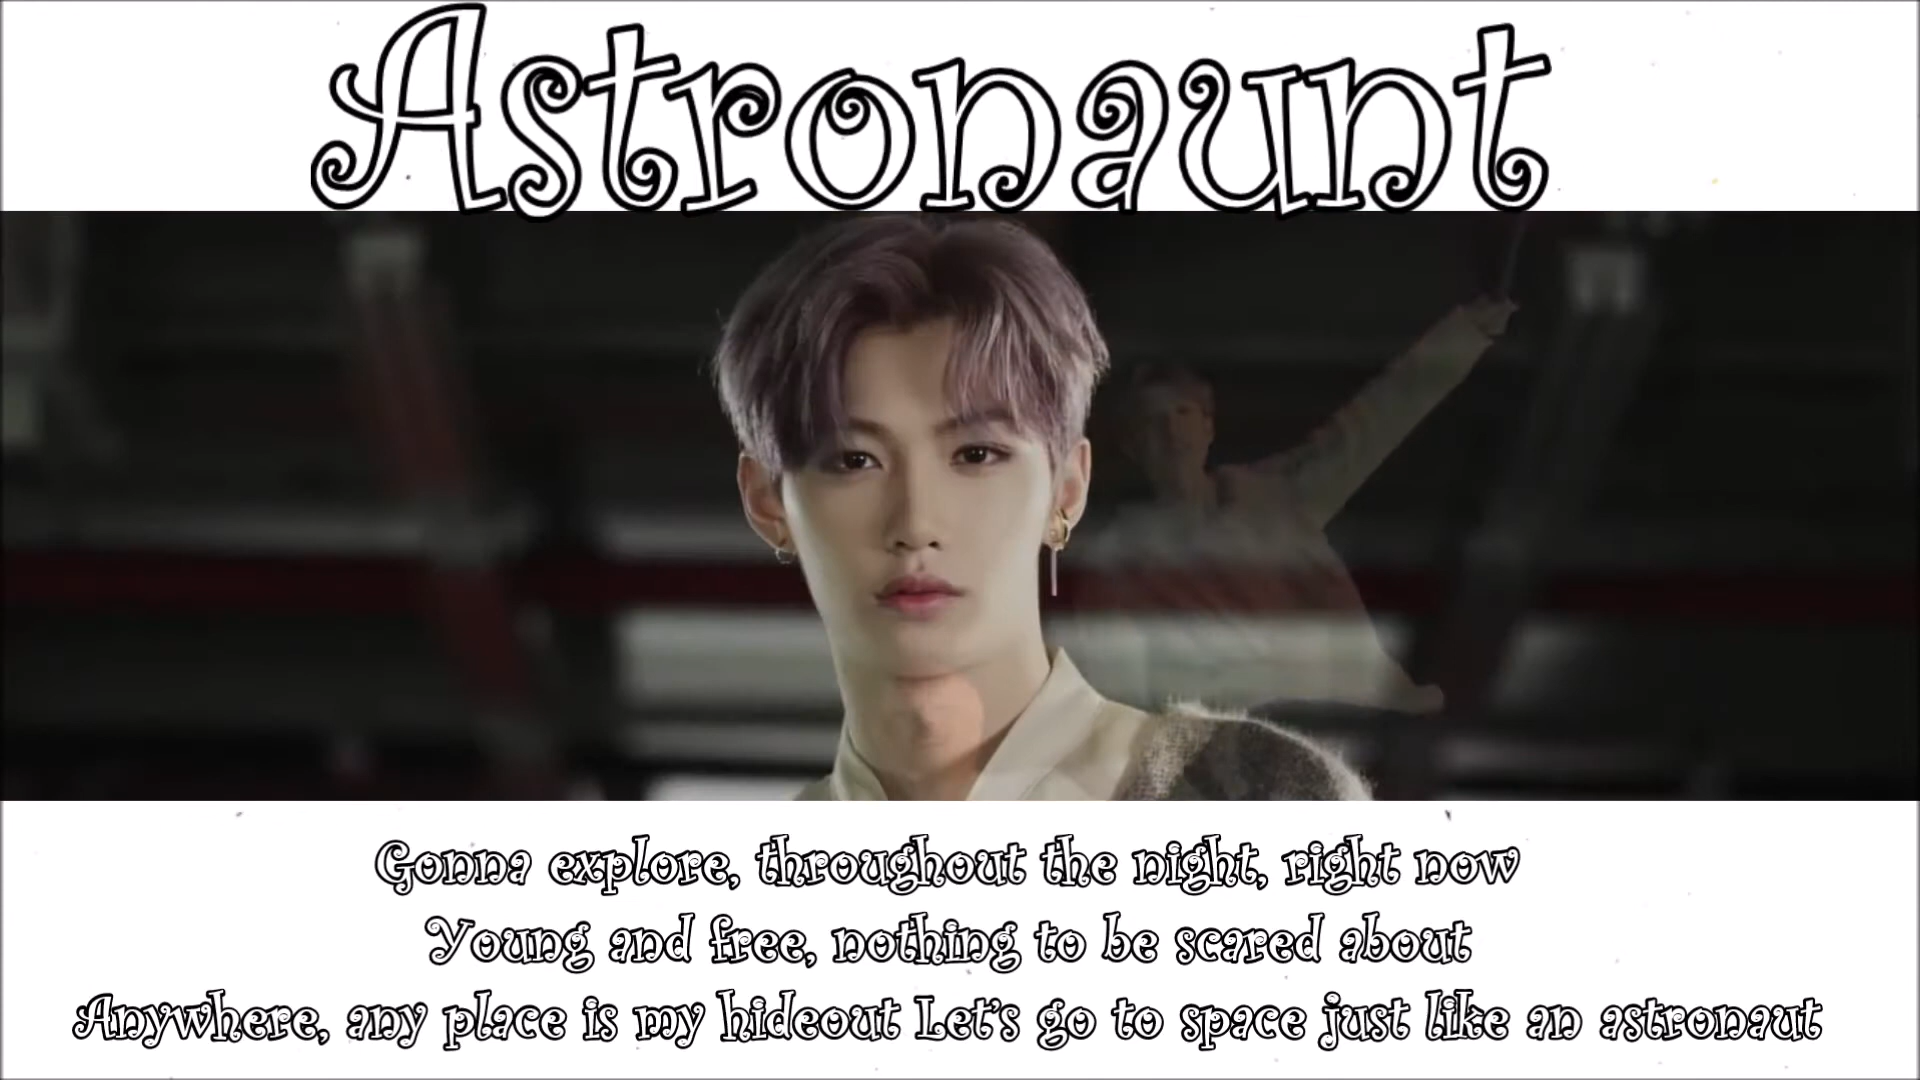 Astronaunt
Gonna explore, throughout the night, right now
Young and free, nothing to be scared about
Anywhere, any place is my hideout Let's go to space just like an astronaut